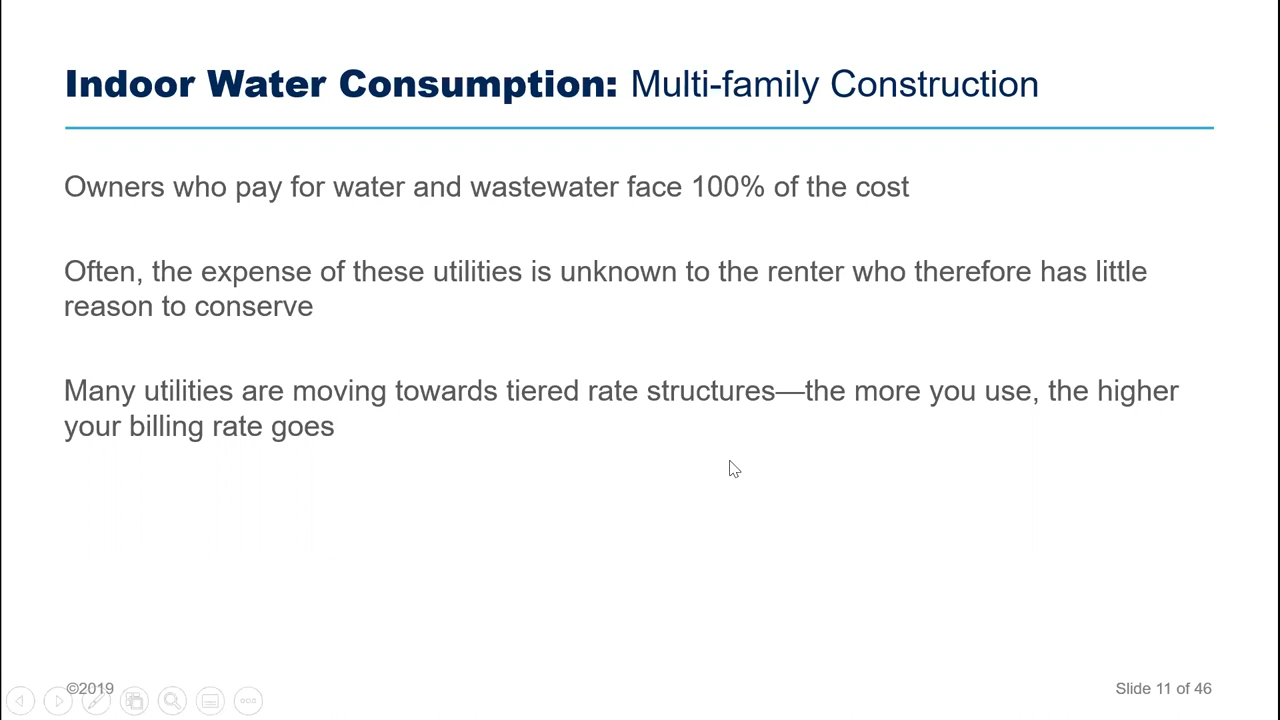 Indoor Water Consumption: Multi-family Construction
Owners who pay for water and wastewater face 100% of the cost
Often, the expense of these utilities is unknown to the renter who therefore has little
reason to conserve
Many utilities are moving towards tiered rate structures—the more you use, the higher
your billing rate goes
©2019
Slide 11 of 46